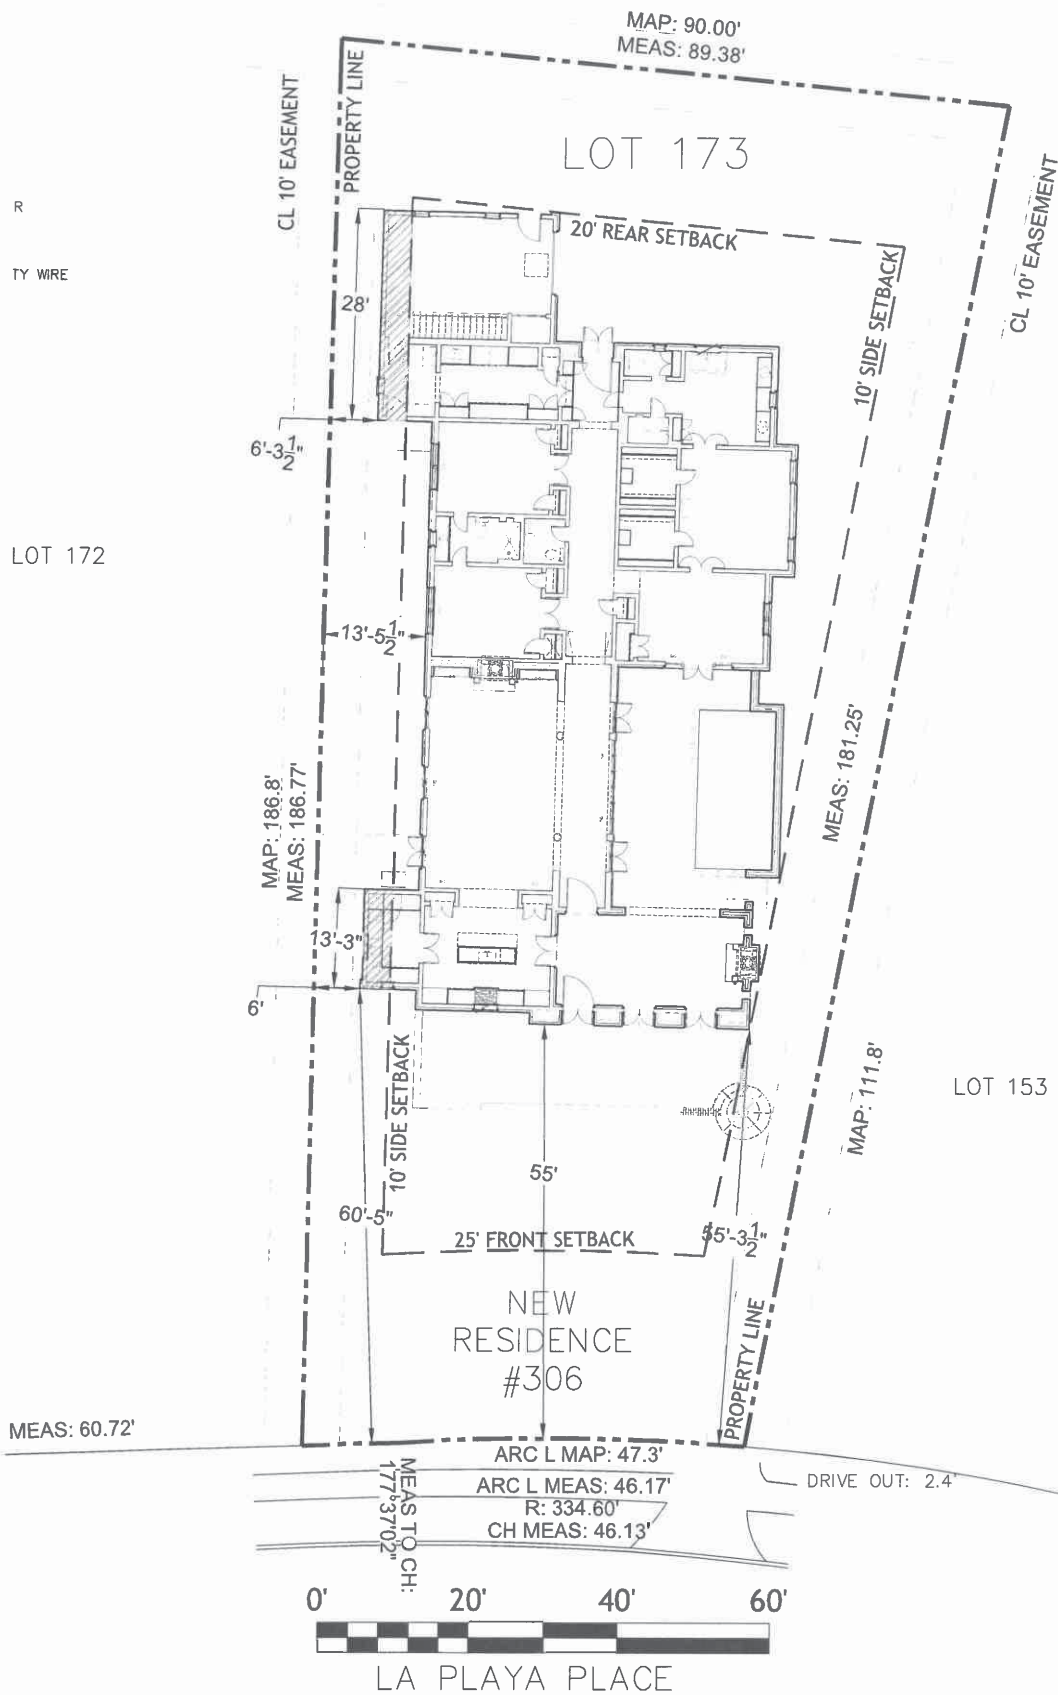 MAP: 90.00'
MEAS: 89.38'
CL 10' EASEMENT
PROPERTY LINE
LOT 173
CL 10' EASEMENT
R
TY WIRE
20' REAR SETBACK
10' SIDE SETBACK
28'
6'-3 1/2"
LOT 172
13'-5 1/2"
MAP: 186.8'
MEAS: 186.77'
MEAS: 181.25'
13'-3"
6'
10' SIDE SETBACK
MAP: 111.8'
LOT 153
55'
60'-5"
55'-3 1/2"
25' FRONT SETBACK
NEW
RESIDENCE
#306
PROPERTY LINE
MEAS: 60.72'
ARC L MAP: 47.3'
ARC L MEAS: 46.17'
R: 334.60'
CH MEAS: 46.13'
DRIVE OUT: 2.4'
MEAS TO CH:
177°37'02"
0' 20' 40' 60'
LA PLAYA PLACE